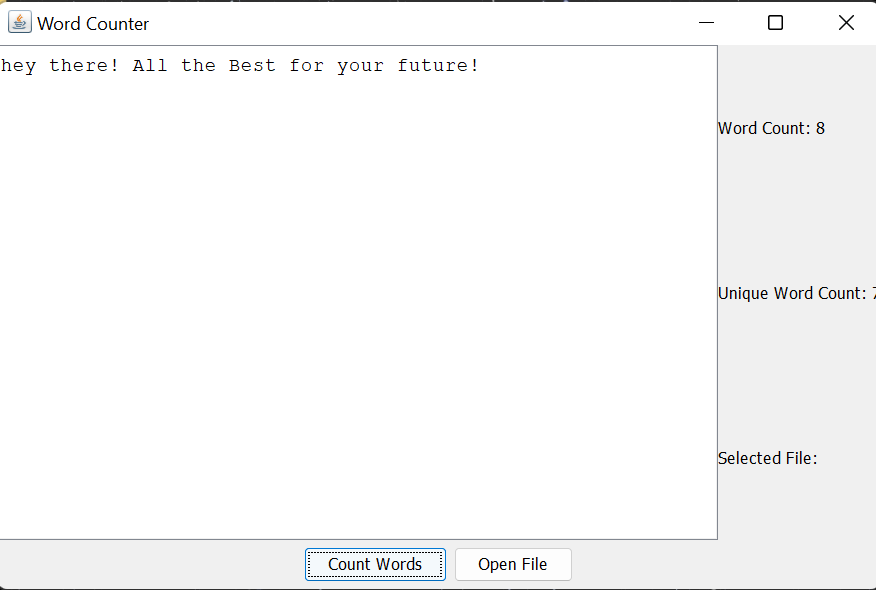 Word Counter
hey there! All the Best for your future!
Word Count: 8
Unique Word Count: 7
Selected File:
Count Words
Open File